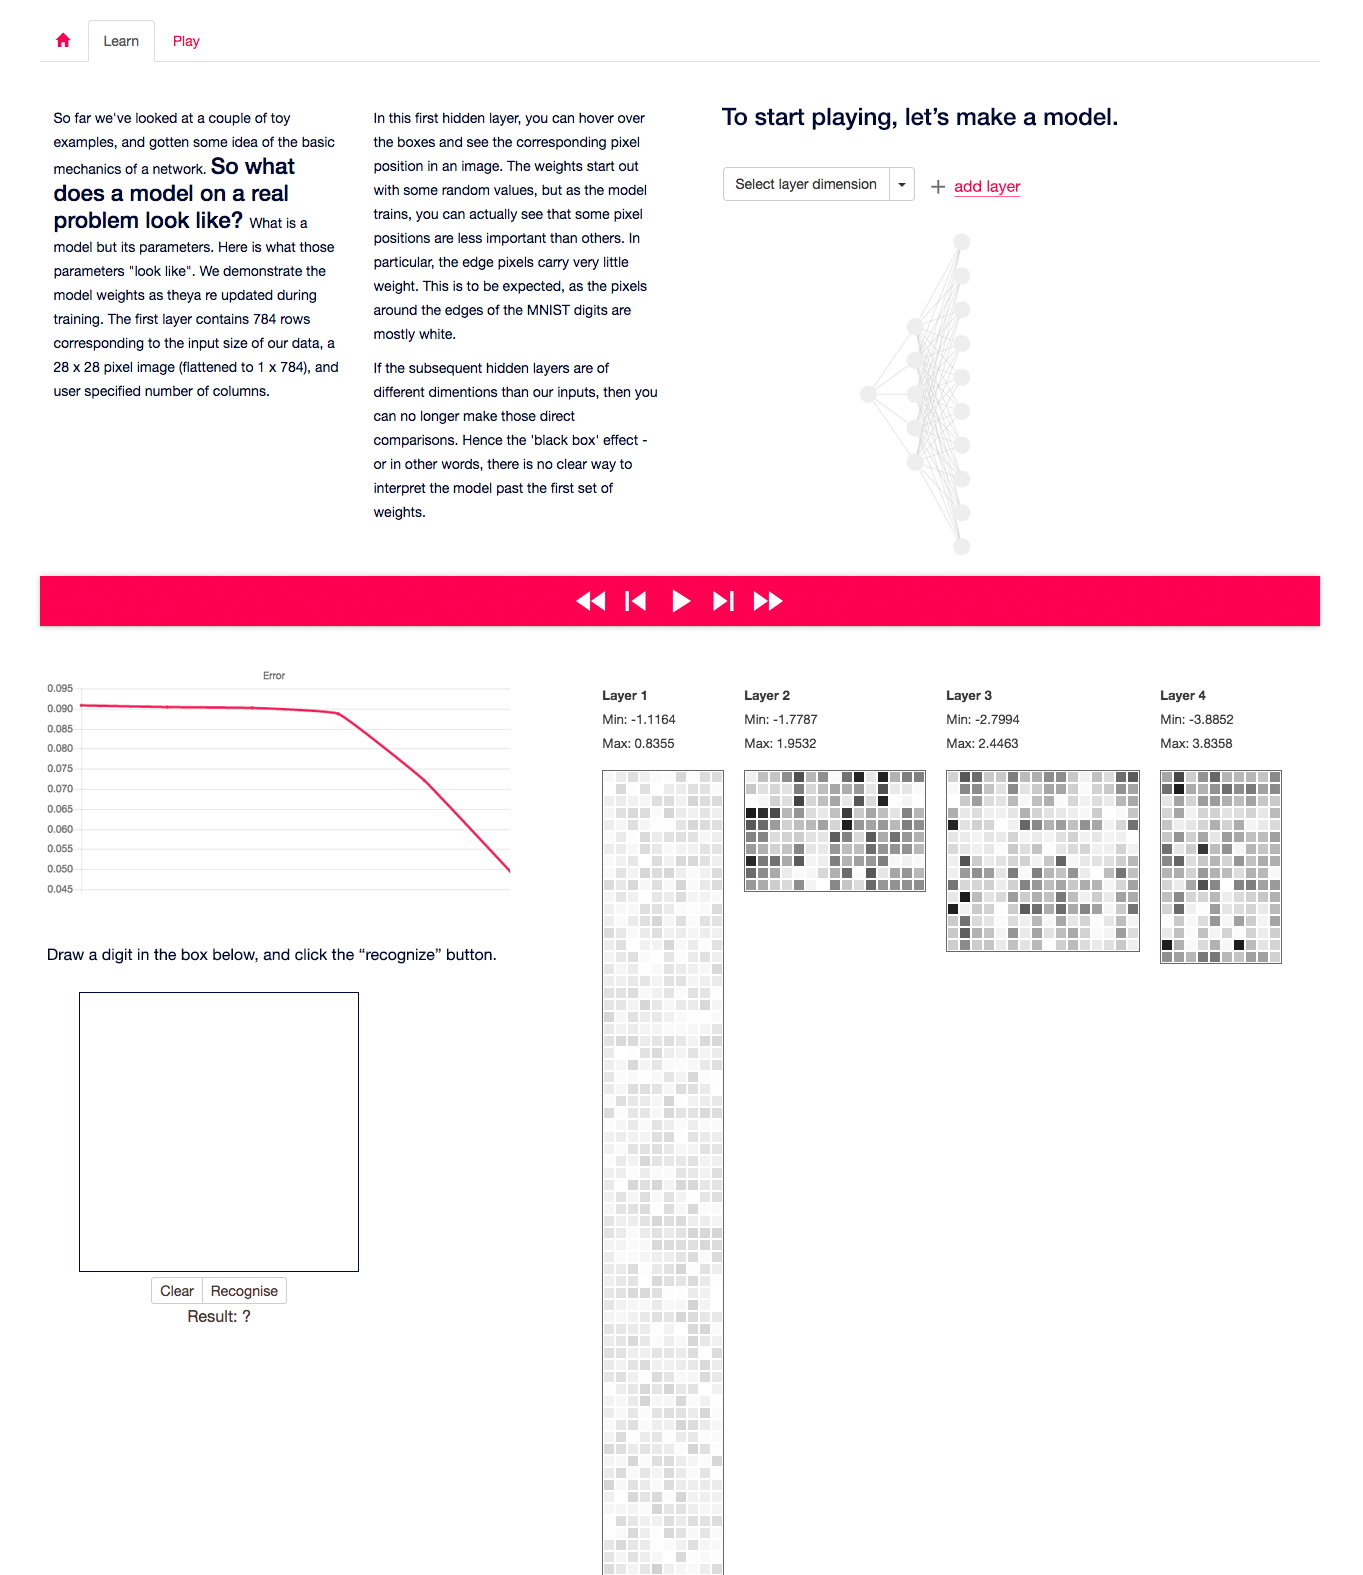 Learn
Play
So far we've looked at a couple of toy
examples, and gotten some idea of the basic
mechanics of a network. So what
does a model on a real
problem look like? What is a
model but its parameters. Here is what those
parameters "look like". We demonstrate the
model weights as theya re updated during
training. The first layer contains 784 rows
corresponding to the input size of our data, a
28 x 28 pixel image (flattened to 1 x 784), and
user specified number of columns.
In this first hidden layer, you can hover over
the boxes and see the corresponding pixel
position in an image. The weights start out
with some random values, but as the model
trains, you can actually see that some pixel
positions are less important than others. In
particular, the edge pixels carry very little
weight. This is to be expected, as the pixels
around the edges of the MNIST digits are
mostly white.
If the subsequent hidden layers are of
different dimentions than our inputs, then you
can no longer make those direct
comparisons. Hence the 'black box' effect -
or in other words, there is no clear way to
interpret the model past the first set of
weights.
To start playing, let’s make a model.
Select layer dimension
+ add layer
Error
0.095
0.090
0.085
0.080
0.075
0.070
0.065
0.060
0.055
0.050
0.045
Draw a digit in the box below, and click the “recognize” button.
Clear
Recognise
Result: ?
Layer 1
Min: -1.1164
Max: 0.8355
Layer 2
Min: -1.7787
Max: 1.9532
Layer 3
Min: -2.7994
Max: 2.4463
Layer 4
Min: -3.8852
Max: 3.8358